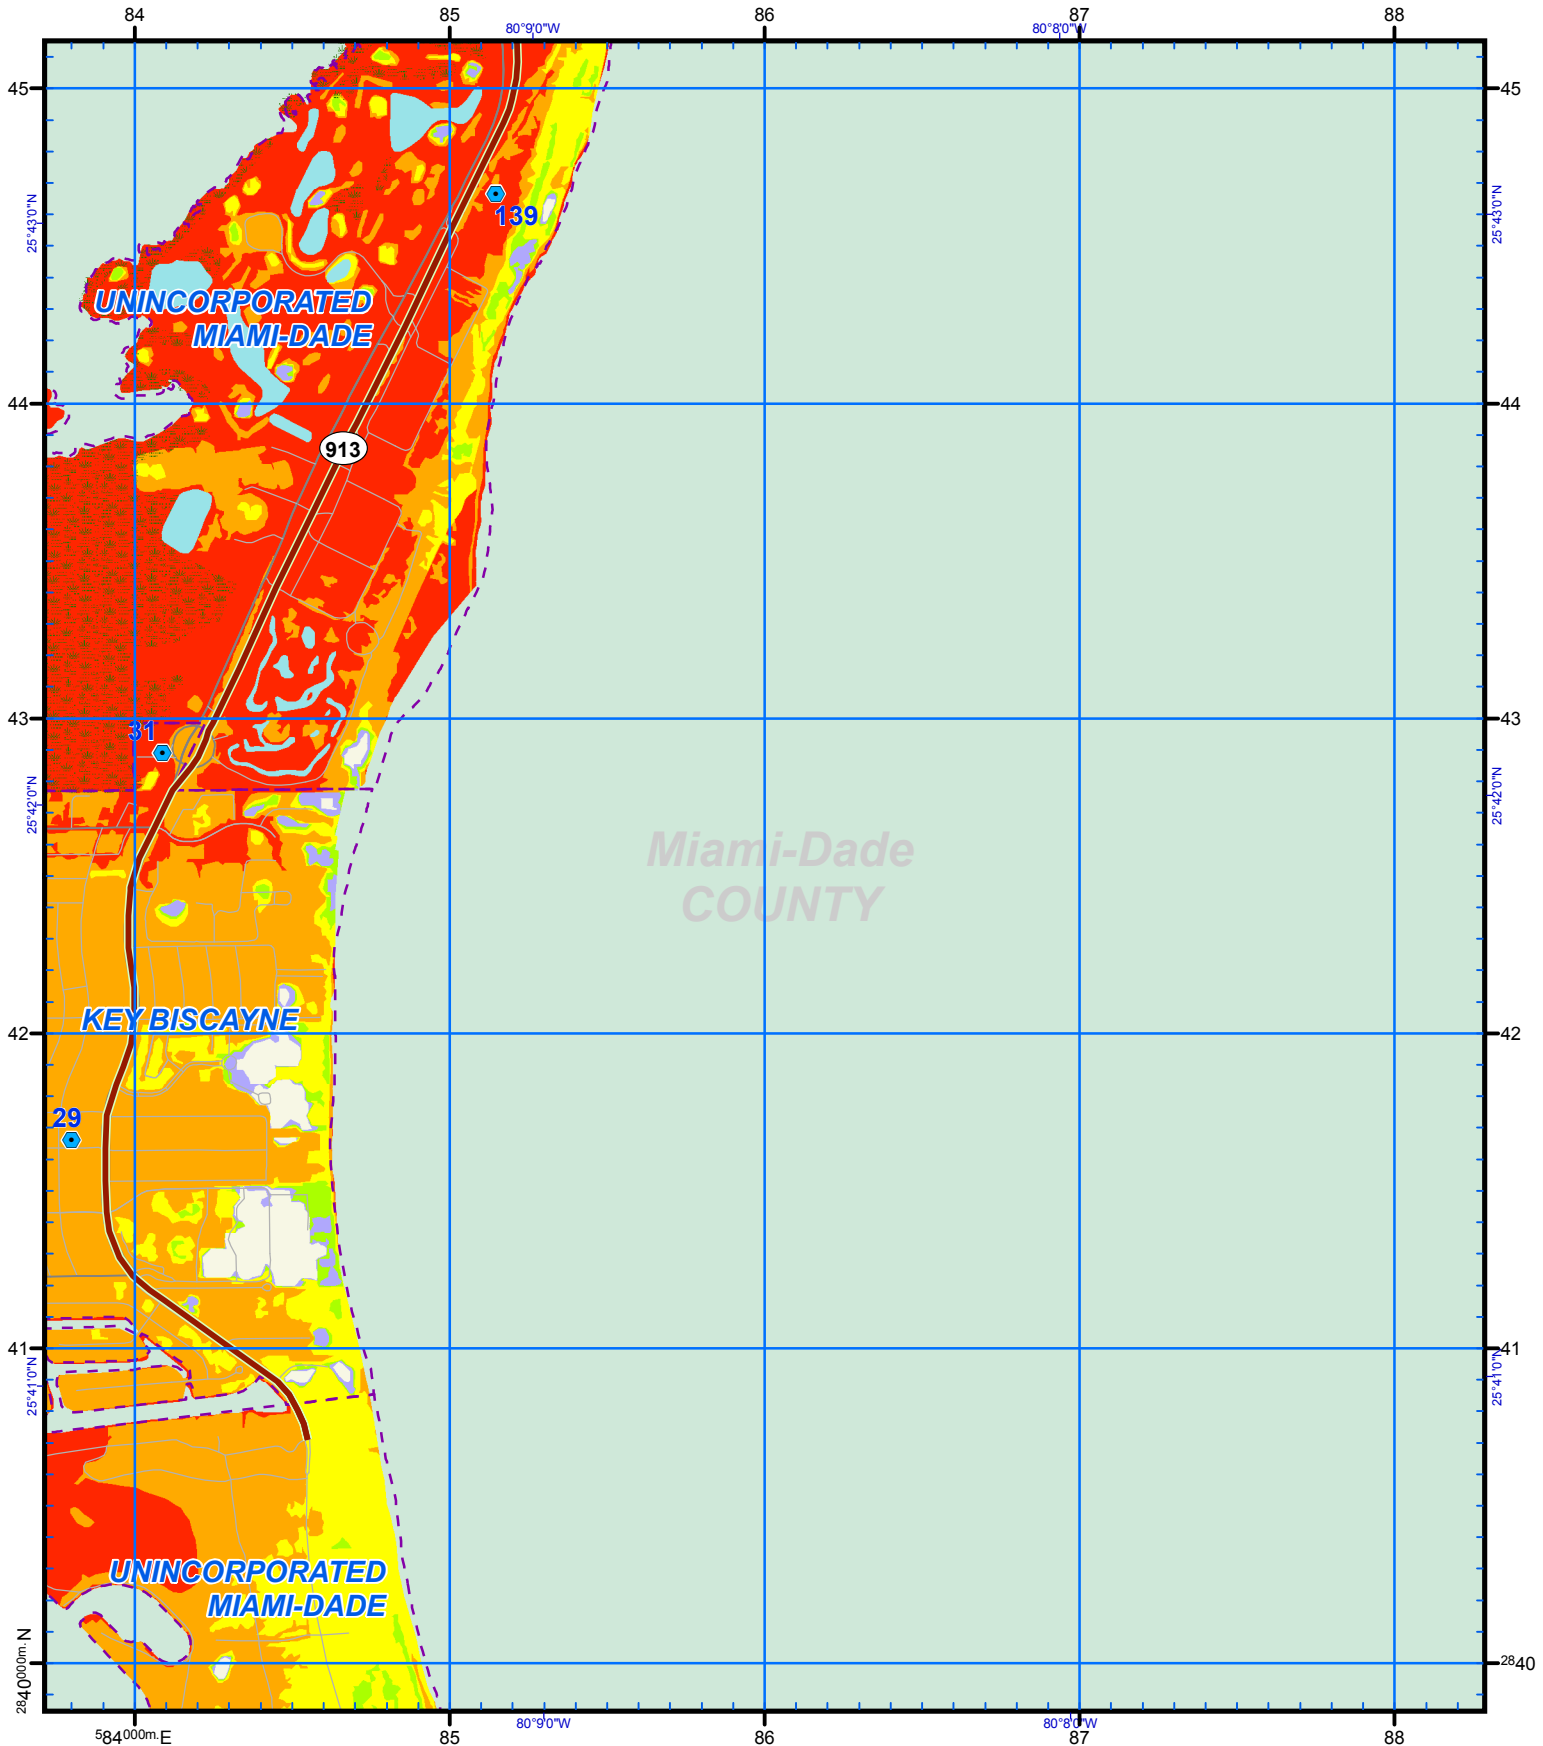 84 85 86 87 88
80°9'0"W 80°8'0"W
45 45
139
25°43'0"N 25°43'0"N
UNINCORPORATED
MIAMI-DADE
44 44
913
43 43
31
25°42'0"N 25°42'0"N
Miami-Dade
COUNTY
KEY BISCAYNE
42 42
29
41 41
25°41'0"N 25°41'0"N
UNINCORPORATED
MIAMI-DADE
2840000m. N 2840
80°9'0"W 80°8'0"W
584000m. E 85 86 87 88